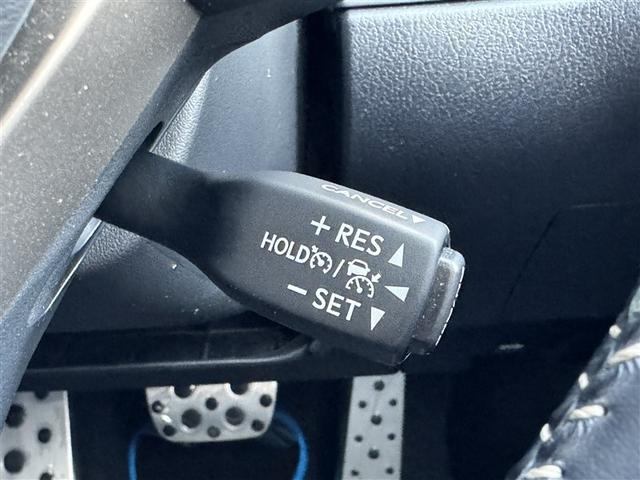 CANCEL
+ RES
HOLD /
- SET